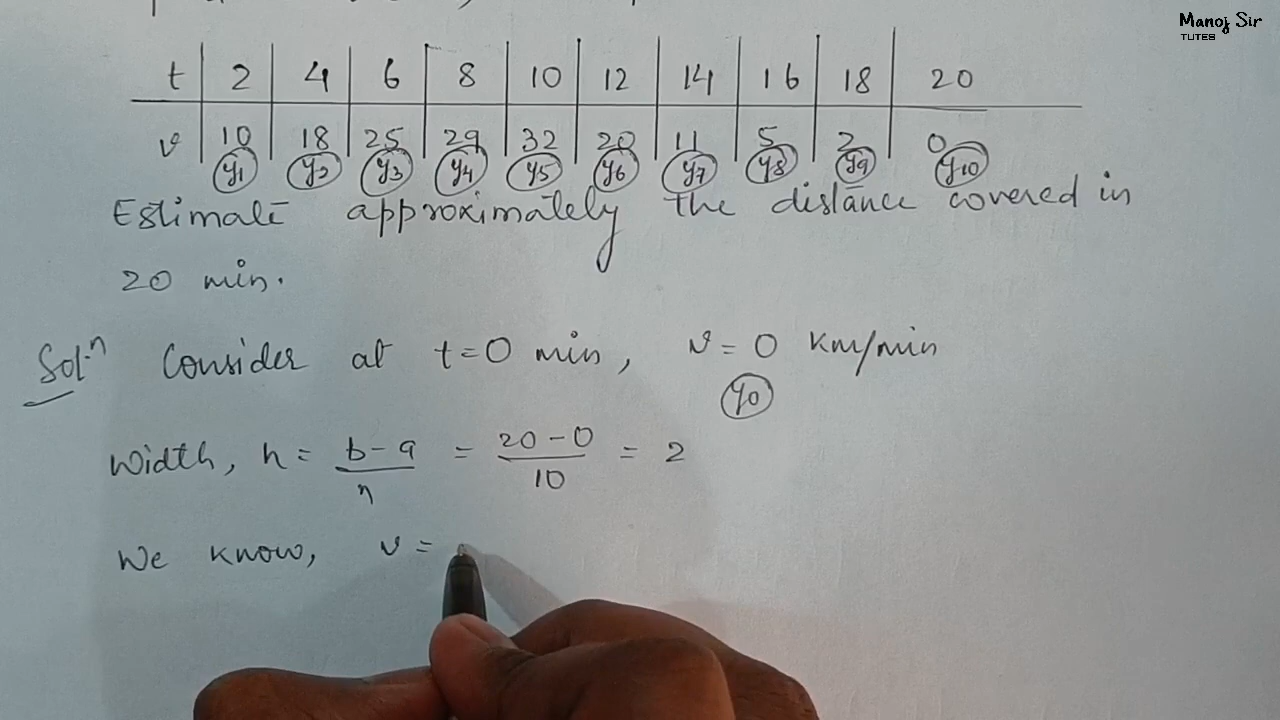 Manoj Sir
TUTES
t 2 4 6 8 10 12 14 16 18 20
v 10 18 25 29 32 20 11 5 2 0
y1 y2 y3 y4 y5 y6 y7 y8 y9 y10
Estimate approximately the distance covered in
20 min.
Sol.n Consider at t=0 min, v = 0 km/min
y0
Width, h = b-a/n = 20-0/10 = 2
We know, v =